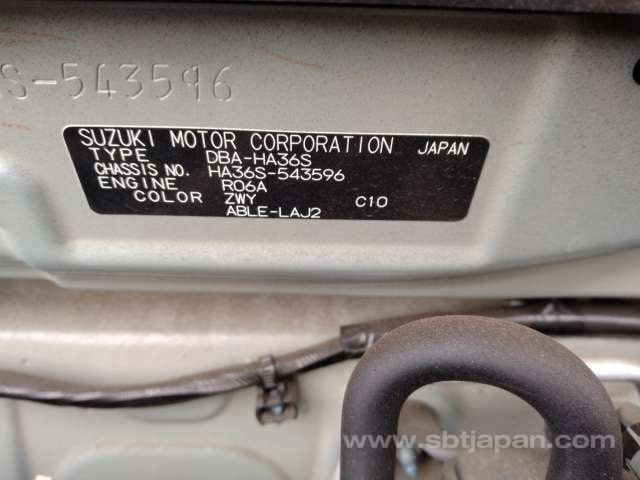 S-543596
SUZUKI MOTOR CORPORATION JAPAN
TYPE DBA-HA36S
CHASSIS NO. HA36S-543596
ENGINE R06A
COLOR ZWY C10
ABLE-LAJ2
www.sbtjapan.com